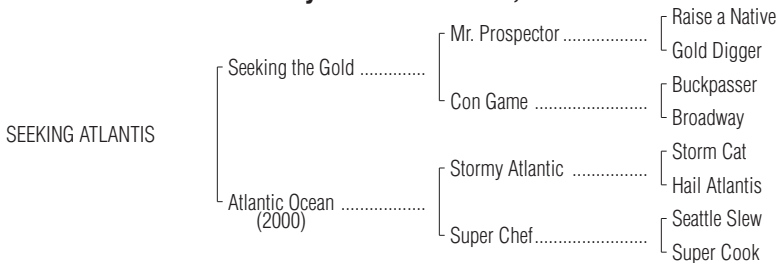 Raise a Native
Mr. Prospector ..................
Gold Digger
Seeking the Gold ..............
Buckpasser
Con Game ........................
Broadway
SEEKING ATLANTIS
Storm Cat
Stormy Atlantic ................
Hail Atlantis
Atlantic Ocean ..................
(2000)
Seattle Slew
Super Chef........................
Super Cook